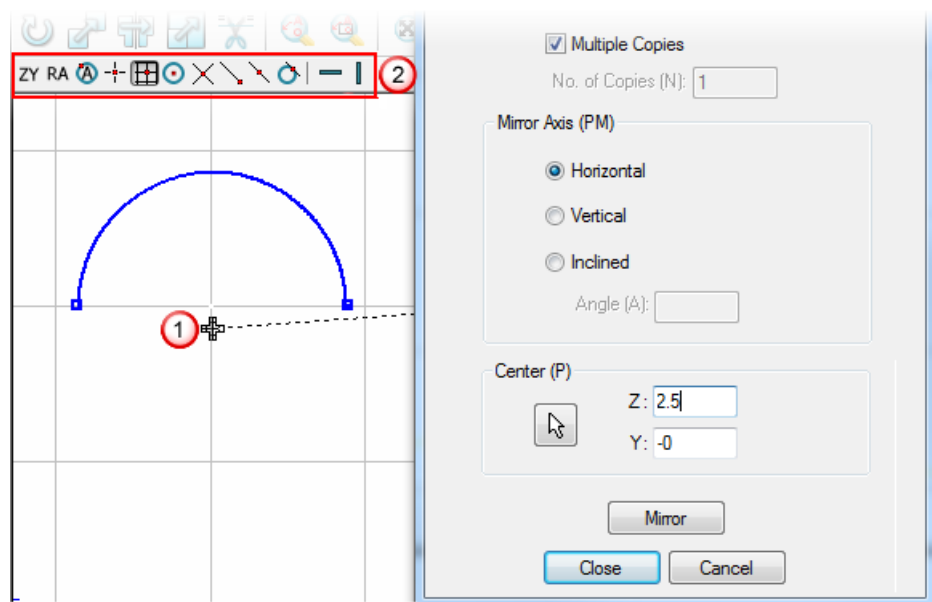 ZY RA A
2
1
Multiple Copies
No. of Copies (N): 1
Mirror Axis (PM)
Horizontal
Vertical
Inclined
Angle (A):
Center (P)
Z: 2.5
Y: -0
Mirror
Close Cancel